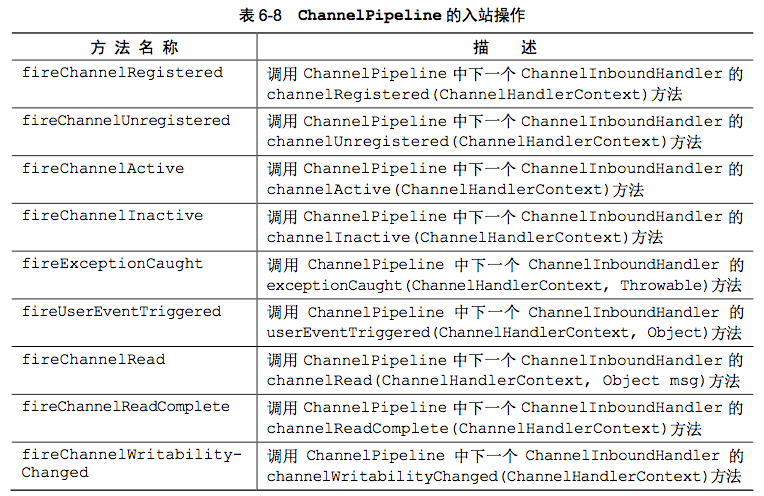 表 6-8 ChannelPipeline 的入站操作
方 法 名 称 描 述
fireChannelRegistered 调用 ChannelPipeline 中下一个 ChannelInboundHandler 的
channelRegistered(ChannelHandlerContext)方法
fireChannelUnregistered 调用 ChannelPipeline 中下一个 ChannelInboundHandler 的
channelUnregistered(ChannelHandlerContext)方法
fireChannelActive 调用 ChannelPipeline 中下一个 ChannelInboundHandler 的
channelActive(ChannelHandlerContext)方法
fireChannelInactive 调用 ChannelPipeline 中下一个 ChannelInboundHandler 的
channelInactive(ChannelHandlerContext)方法
fireExceptionCaught 调用 ChannelPipeline 中下一个 ChannelInboundHandler 的
exceptionCaught(ChannelHandlerContext, Throwable)方法
fireUserEventTriggered 调用 ChannelPipeline 中下一个 ChannelInboundHandler 的
userEventTriggered(ChannelHandlerContext, Object)方法
fireChannelRead 调用 ChannelPipeline 中下一个 ChannelInboundHandler 的
channelRead(ChannelHandlerContext, Object msg)方法
fireChannelReadComplete 调用 ChannelPipeline 中下一个 ChannelInboundHandler 的
channelReadComplete(ChannelHandlerContext)方法
fireChannelWritability- 调用 ChannelPipeline 中下一个 ChannelInboundHandler 的
Changed channelWritabilityChanged(ChannelHandlerContext)方法